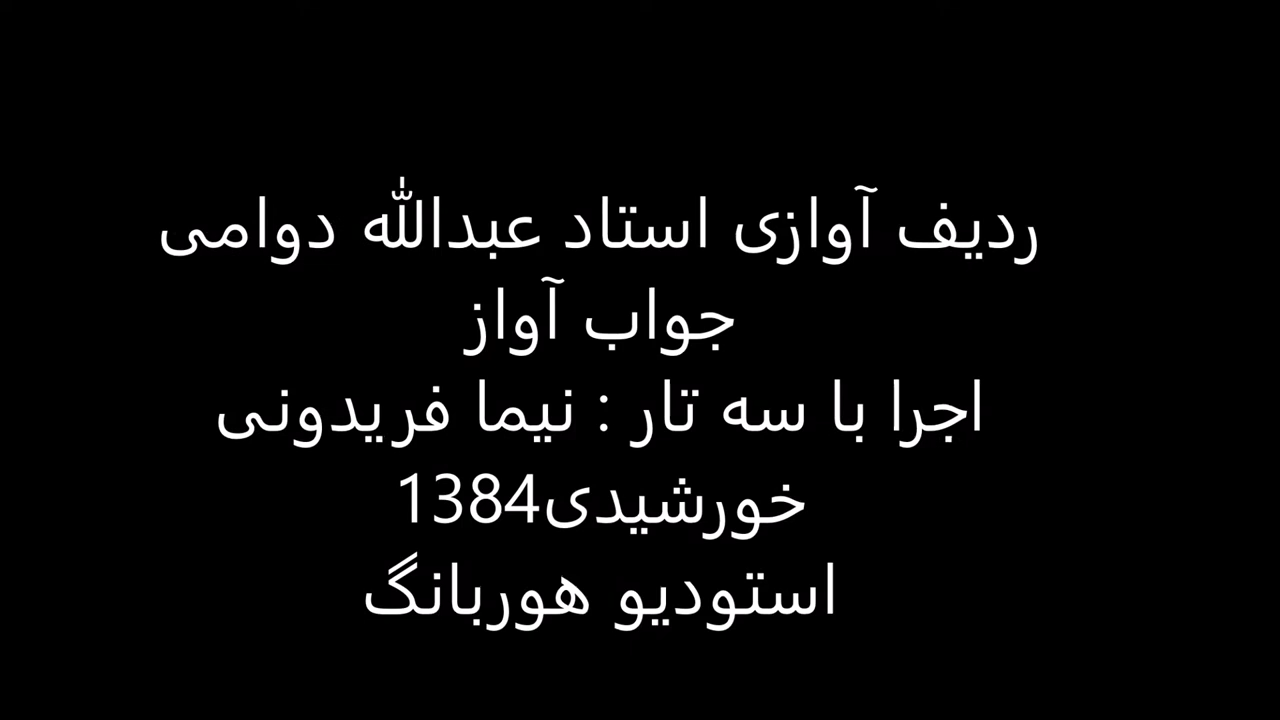 ردیف آوازی استاد عبدالله دوامی
جواب آواز
اجرا با سه تار : نیما فریدونی
خورشیدی1384
استودیو هوربانگ